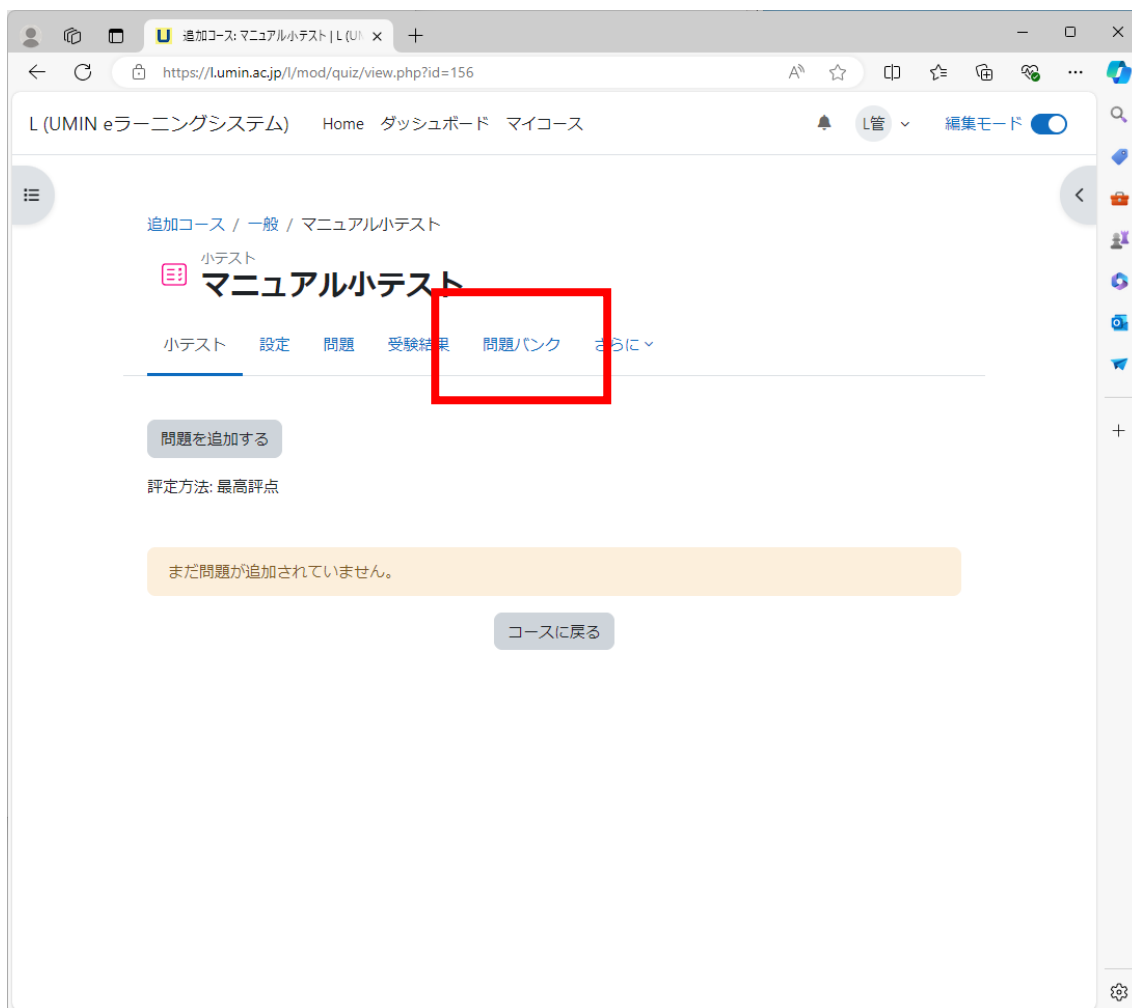 追加コース: マニュアル小テスト | L (UN
https://l.umin.ac.jp/l/mod/quiz/view.php?id=156
L (UMIN eラーニングシステム) Home ダッシュボード マイコース L管 編集モード
追加コース / 一般 / マニュアル小テスト
小テスト
マニュアル小テスト
小テスト 設定 問題 受験結果 問題バンク さらに
問題を追加する
評定方法: 最高評点
まだ問題が追加されていません。
コースに戻る